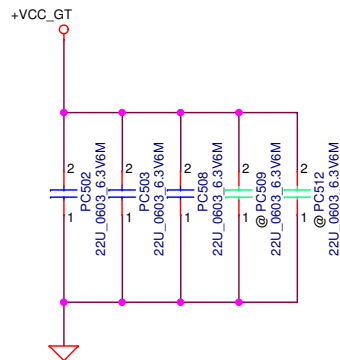 +VCC_GT
2
1
PC502
22U_0603_6.3V6M
2
1
PC503
22U_0603_6.3V6M
2
1
PC508
22U_0603_6.3V6M
2
1
@PC509
22U_0603_6.3V6M
2
1
@PC512
22U_0603_6.3V6M